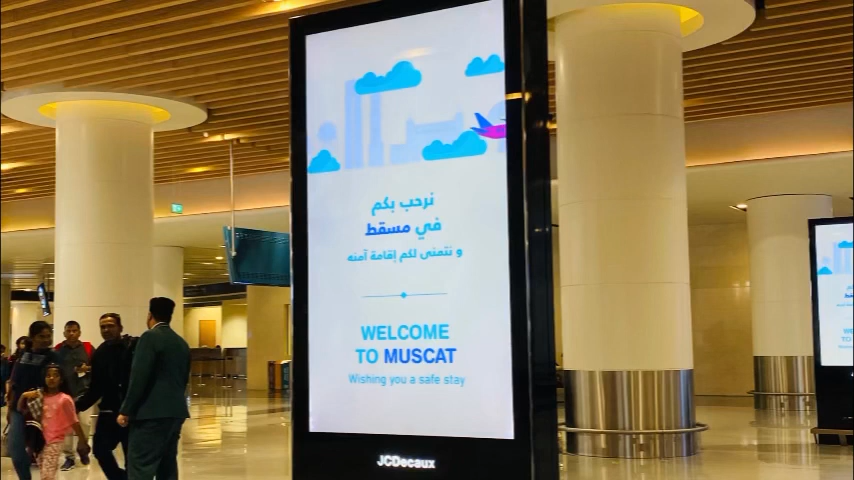 نرحب بكم
في مسقط
و نتمنى لكم إقامة آمنه
WELCOME
TO MUSCAT
Wishing you a safe stay
JCDecaux